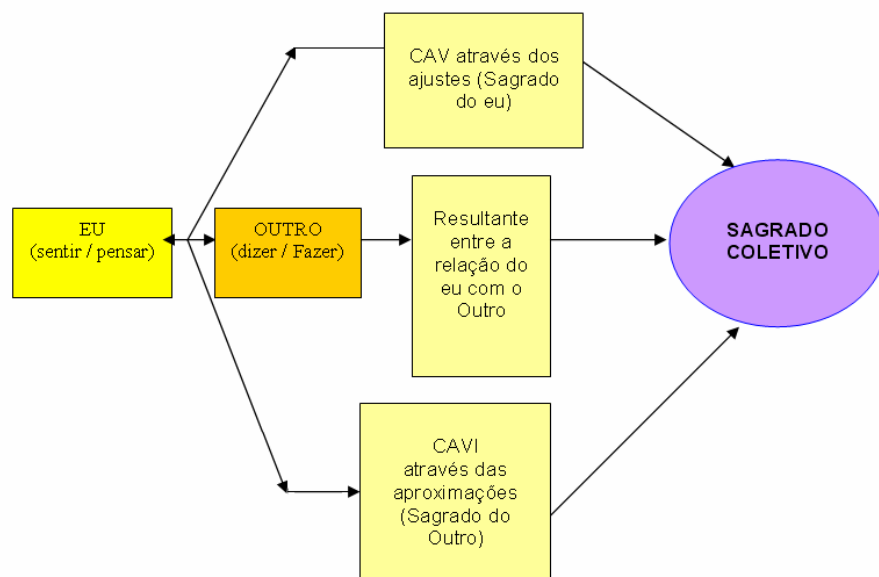 CAV através dos
ajustes (Sagrado
do eu)
EU
(sentir / pensar)
OUTRO
(dizer / Fazer)
Resultante
entre a
relação do
eu com o
Outro
SAGRADO
COLETIVO
CAVI
através das
aproximações
(Sagrado do
Outro)